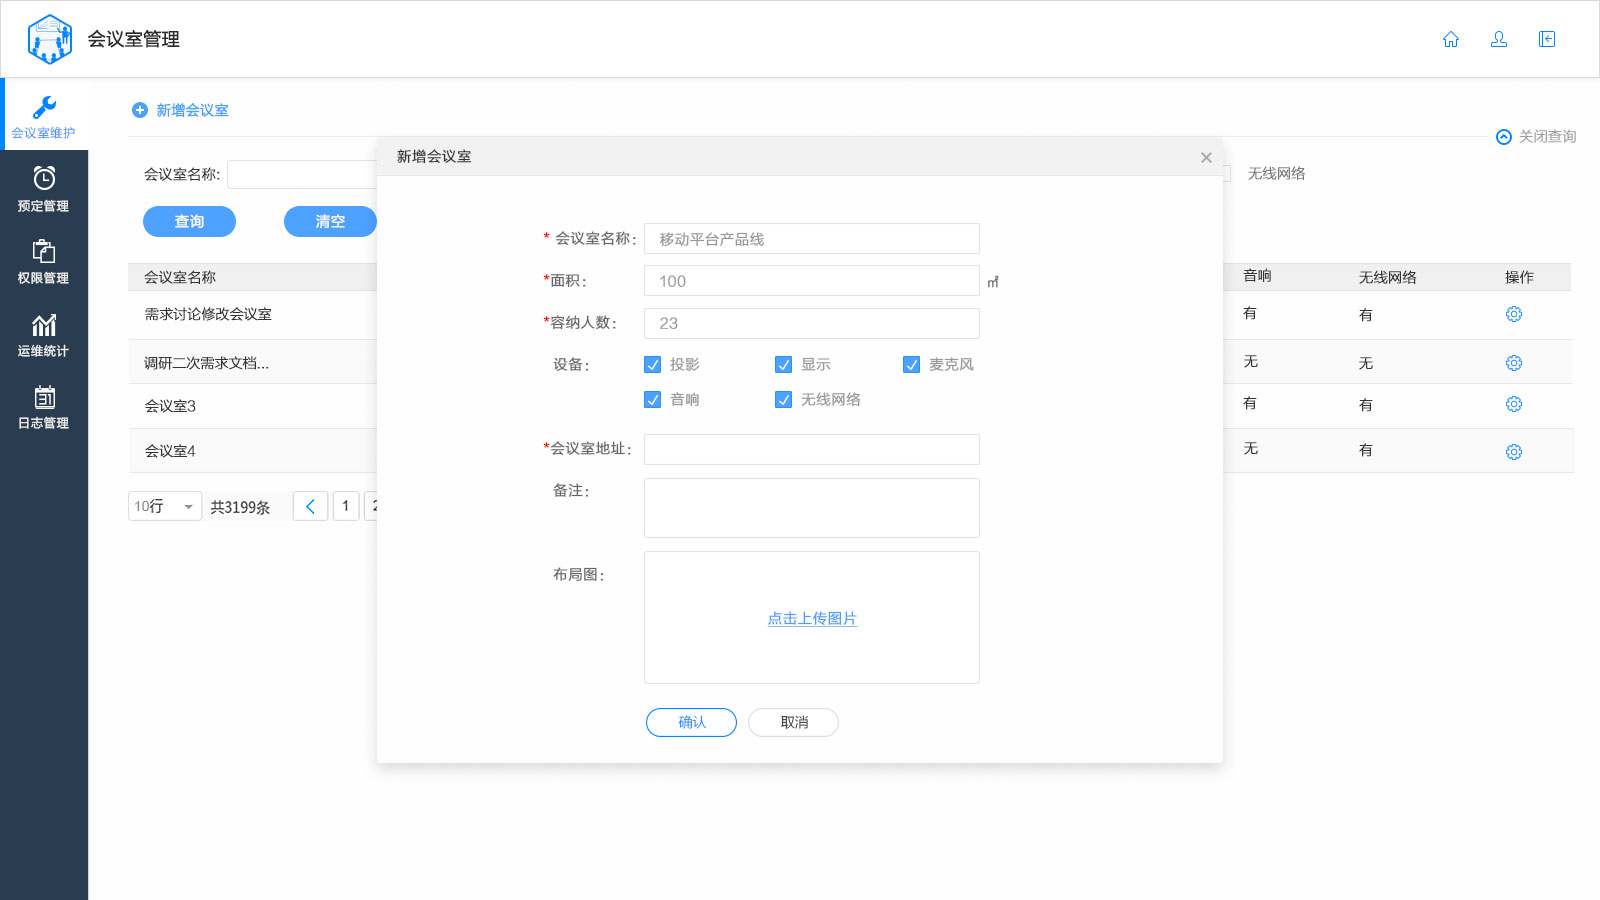 会议室管理
会议室维护
预定管理
权限管理
运维统计
31
日志管理
新增会议室
关闭查询
会议室名称:
无线网络
查询
清空
会议室名称
音响
无线网络
操作
需求讨论修改会议室
有
有
调研二次需求文档...
无
无
会议室3
有
有
会议室4
无
有
10行
共3199条
1
2
新增会议室
* 会议室名称:
移动平台产品线
*面积:
100
㎡
*容纳人数:
23
设备:
投影
显示
麦克风
音响
无线网络
*会议室地址:
备注:
布局图:
点击上传图片
确认
取消